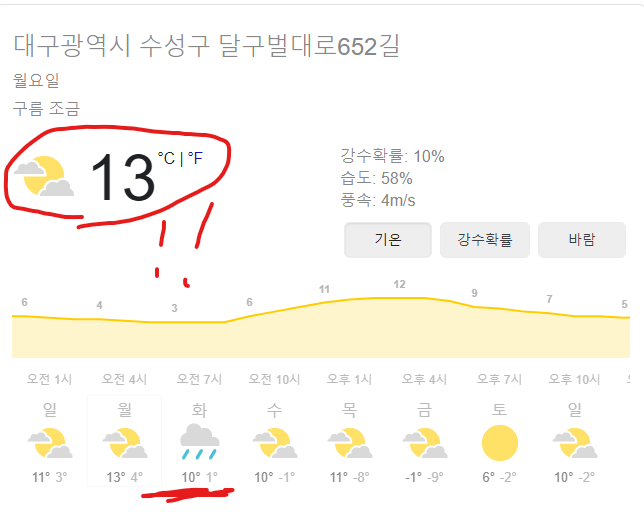 대구광역시 수성구 달구벌대로652길
월요일
구름 조금
13 °C | °F
강수확률: 10%
습도: 58%
풍속: 4m/s
기온 강수확률 바람
6 4 3 6 11 12 9 7 5
오전 1시 오전 4시 오전 7시 오전 10시 오후 1시 오후 4시 오후 7시 오후 10시
일 월 화 수 목 금 토 일
11° 3° 13° 4° 10° 1° 10° -1° 11° -8° -1° -9° 6° -2° 10° -2°